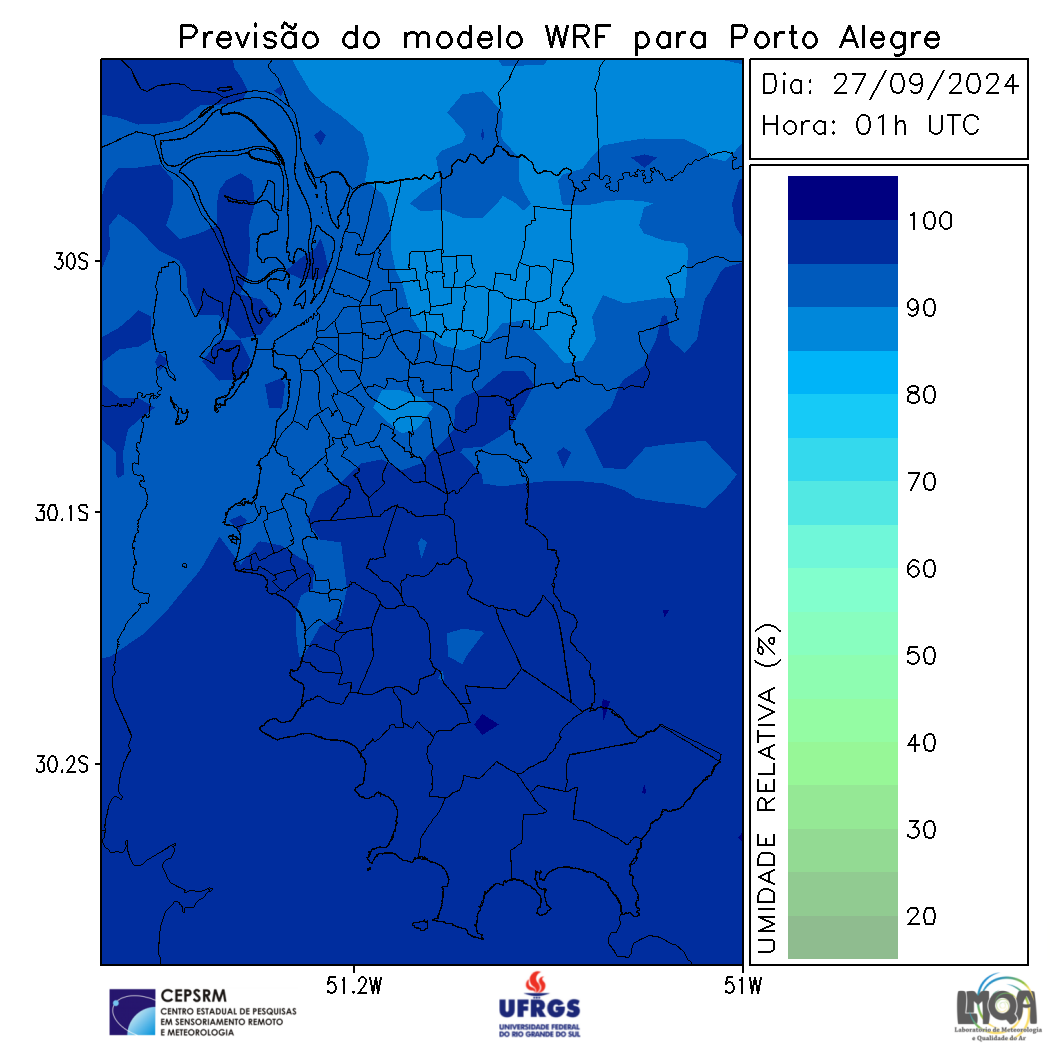 Previsão do modelo WRF para Porto Alegre
Dia: 27/09/2024
Hora: 01h UTC
100
90
80
70
60
50
40
30
20
UMIDADE RELATIVA (%)
30S
30.1S
30.2S
51.2W
51W
CEPSRM
CENTRO ESTADUAL DE PESQUISAS
EM SENSORIAMENTO REMOTO
E METEOROLOGIA
UFRGS
UNIVERSIDADE FEDERAL
DO RIO GRANDE DO SUL
LMQA
Laboratório de Meteorologia
e Qualidade do Ar